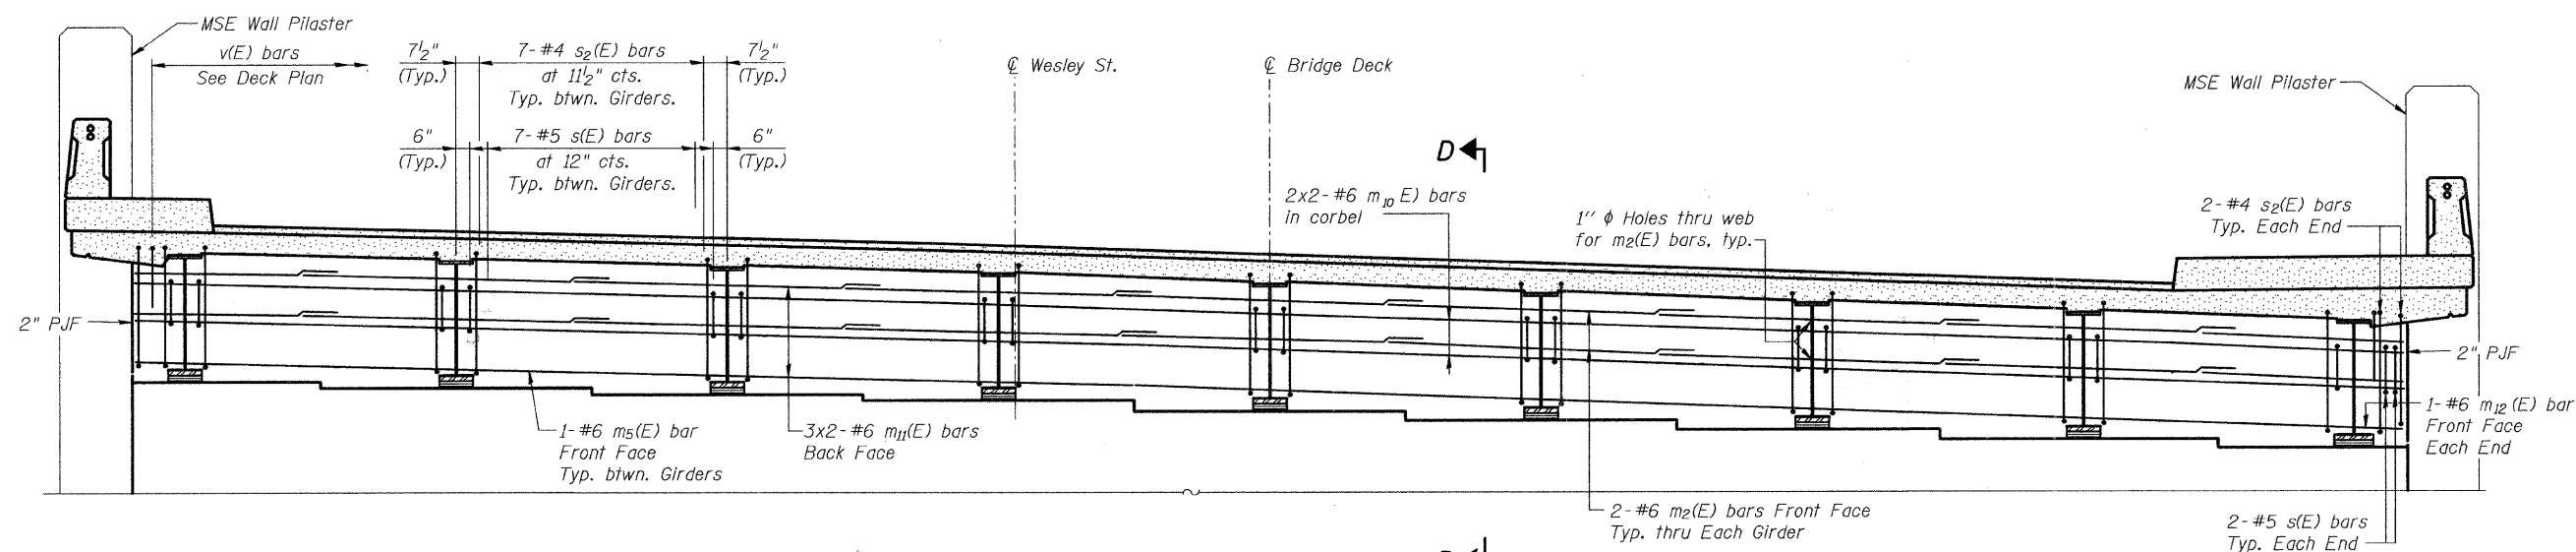 MSE Wall Pilaster
v(E) bars
See Deck Plan
7½"
(Typ.)
7-#4 s₂(E) bars
at 11½" cts.
Typ. btwn. Girders.
7½"
(Typ.)
6"
(Typ.)
7-#5 s(E) bars
at 12" cts.
Typ. btwn. Girders.
6"
(Typ.)
℄ Wesley St.
℄ Bridge Deck
MSE Wall Pilaster
D
2x2-#6 m₁₀ E) bars
in corbel
1" ϕ Holes thru web
for m₂(E) bars, typ.
2-#4 s₂(E) bars
Typ. Each End
2" PJF
2" PJF
1-#6 m₅(E) bar
Front Face
Typ. btwn. Girders
3x2-#6 m₁₁(E) bars
Back Face
1-#6 m₁₂(E) bar
Front Face
Each End
2-#6 m₂(E) bars Front Face
Typ. thru Each Girder
2-#5 s(E) bars
Typ. Each End